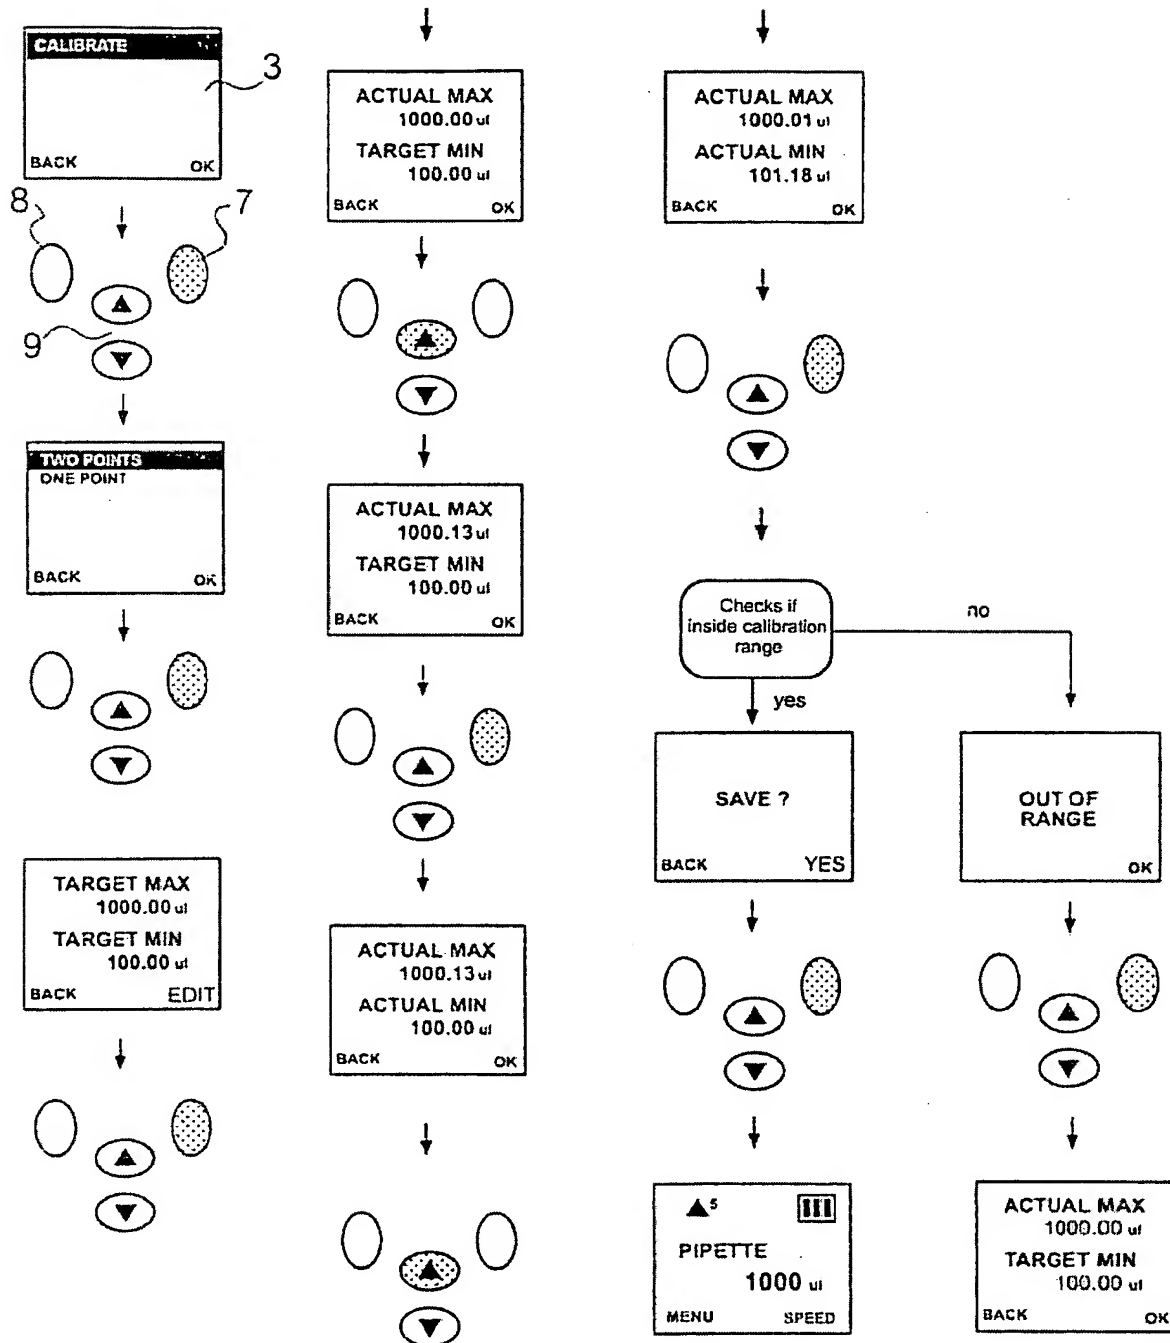 CALIBRATE
3
BACK OK
8 7
9
TWO POINTS
ONE POINT
BACK OK
TARGET MAX
1000.00 ul
TARGET MIN
100.00 ul
BACK EDIT
ACTUAL MAX
1000.00 ul
TARGET MIN
100.00 ul
BACK OK
ACTUAL MAX
1000.13 ul
TARGET MIN
100.00 ul
BACK OK
ACTUAL MAX
1000.13 ul
ACTUAL MIN
100.00 ul
BACK OK
ACTUAL MAX
1000.01 ul
ACTUAL MIN
101.18 ul
BACK OK
Checks if
inside calibration
range
no
yes
SAVE ?
BACK YES
OUT OF
RANGE
OK
5
PIPETTE
1000 ul
MENU SPEED
ACTUAL MAX
1000.00 ul
TARGET MIN
100.00 ul
BACK OK